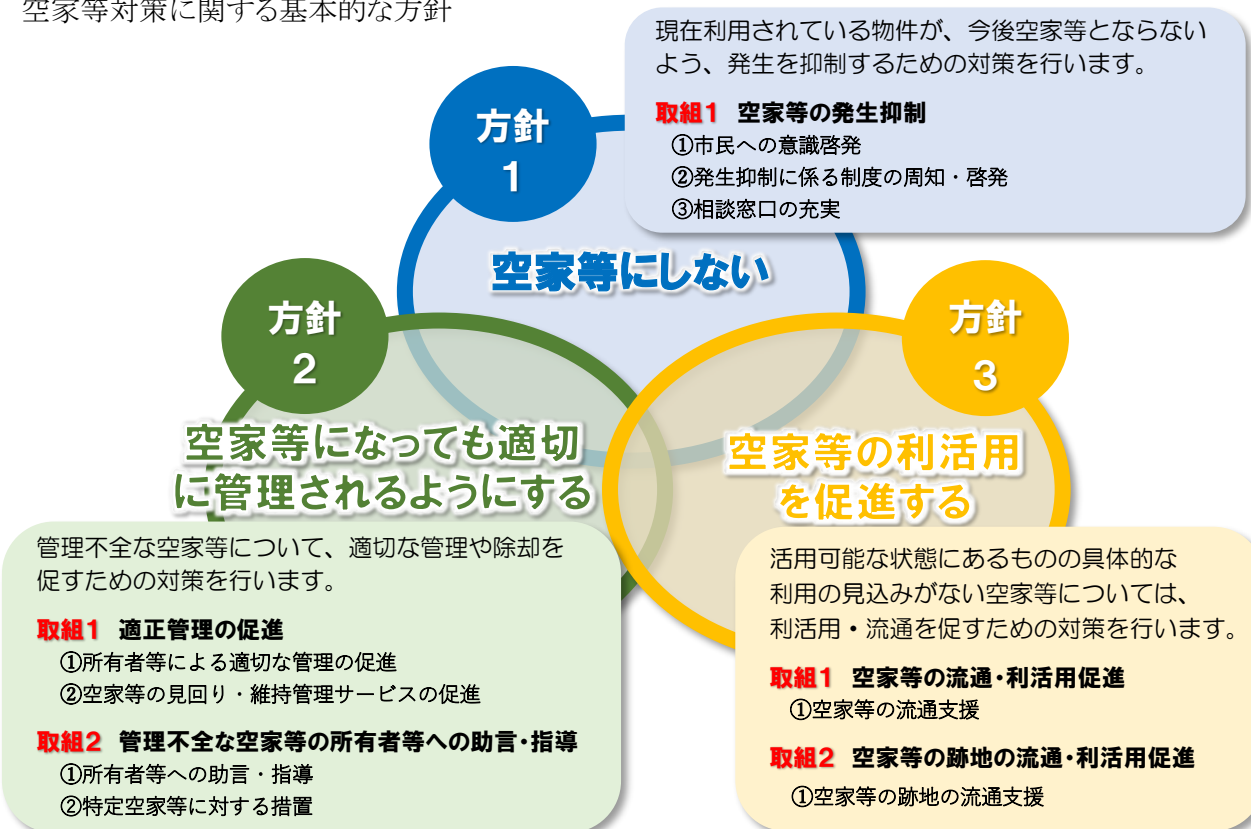 空家等対策に関する基本的な方針
方針
1
空家等にしない
現在利用されている物件が、今後空家等とならない
よう、発生を抑制するための対策を行います。
取組1 空家等の発生抑制
①市民への意識啓発
②発生抑制に係る制度の周知・啓発
③相談窓口の充実
方針
2
空家等になっても適切
に管理されるようにする
管理不全な空家等について、適切な管理や除却を
促すための対策を行います。
取組1 適正管理の促進
①所有者等による適切な管理の促進
②空家等の見回り・維持管理サービスの促進
取組2 管理不全な空家等の所有者等への助言・指導
①所有者等への助言・指導
②特定空家等に対する措置
方針
3
空家等の利活用
を促進する
活用可能な状態にあるものの具体的な
利用の見込みがない空家等については、
利活用・流通を促すための対策を行います。
取組1 空家等の流通・利活用促進
①空家等の流通支援
取組2 空家等の跡地の流通・利活用促進
①空家等の跡地の流通支援